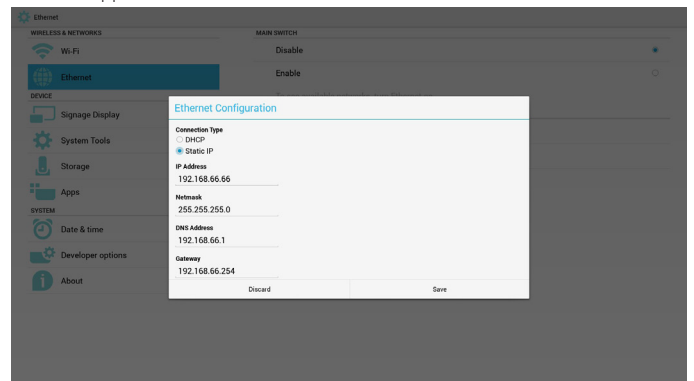 Ethernet
WIRELESS & NETWORKS
Wi-Fi
Ethernet
DEVICE
Signage Display
System Tools
Storage
Apps
SYSTEM
Date & time
Developer options
About
MAIN SWITCH
Disable
Enable
Ethernet Configuration
Connection Type
DHCP
Static IP
IP Address
192.168.66.66
Netmask
255.255.255.0
DNS Address
192.168.66.1
Gateway
192.168.66.254
Discard
Save